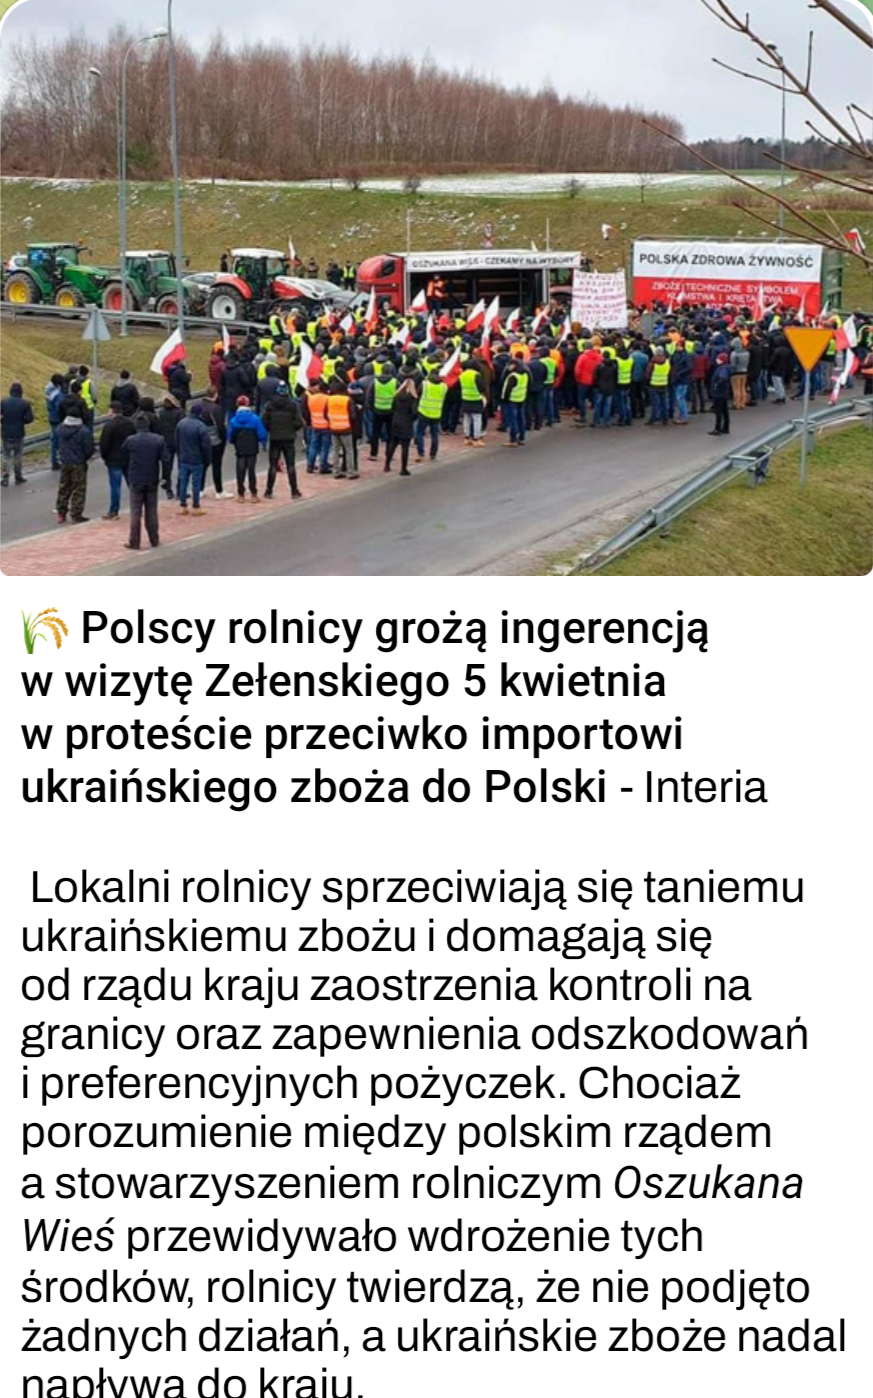 OSZUKANA WIEŚ - CZEKAMY NA WYBORY
POLSKA ZDROWA ŻYWNOŚĆ
ZBOŻE TECHNICZNE SYMBOLEM
KŁAMSTWA I KRĘTACTWA
🌾 Polscy rolnicy grożą ingerencją
w wizytę Zełenskiego 5 kwietnia
w proteście przeciwko importowi
ukraińskiego zboża do Polski - Interia
Lokalni rolnicy sprzeciwiają się taniemu
ukraińskiemu zbożu i domagają się
od rządu kraju zaostrzenia kontroli na
granicy oraz zapewnienia odszkodowań
i preferencyjnych pożyczek. Chociaż
porozumienie między polskim rządem
a stowarzyszeniem rolniczym Oszukana
Wieś przewidywało wdrożenie tych
środków, rolnicy twierdzą, że nie podjęto
żadnych działań, a ukraińskie zboże nadal
napływa do kraju.